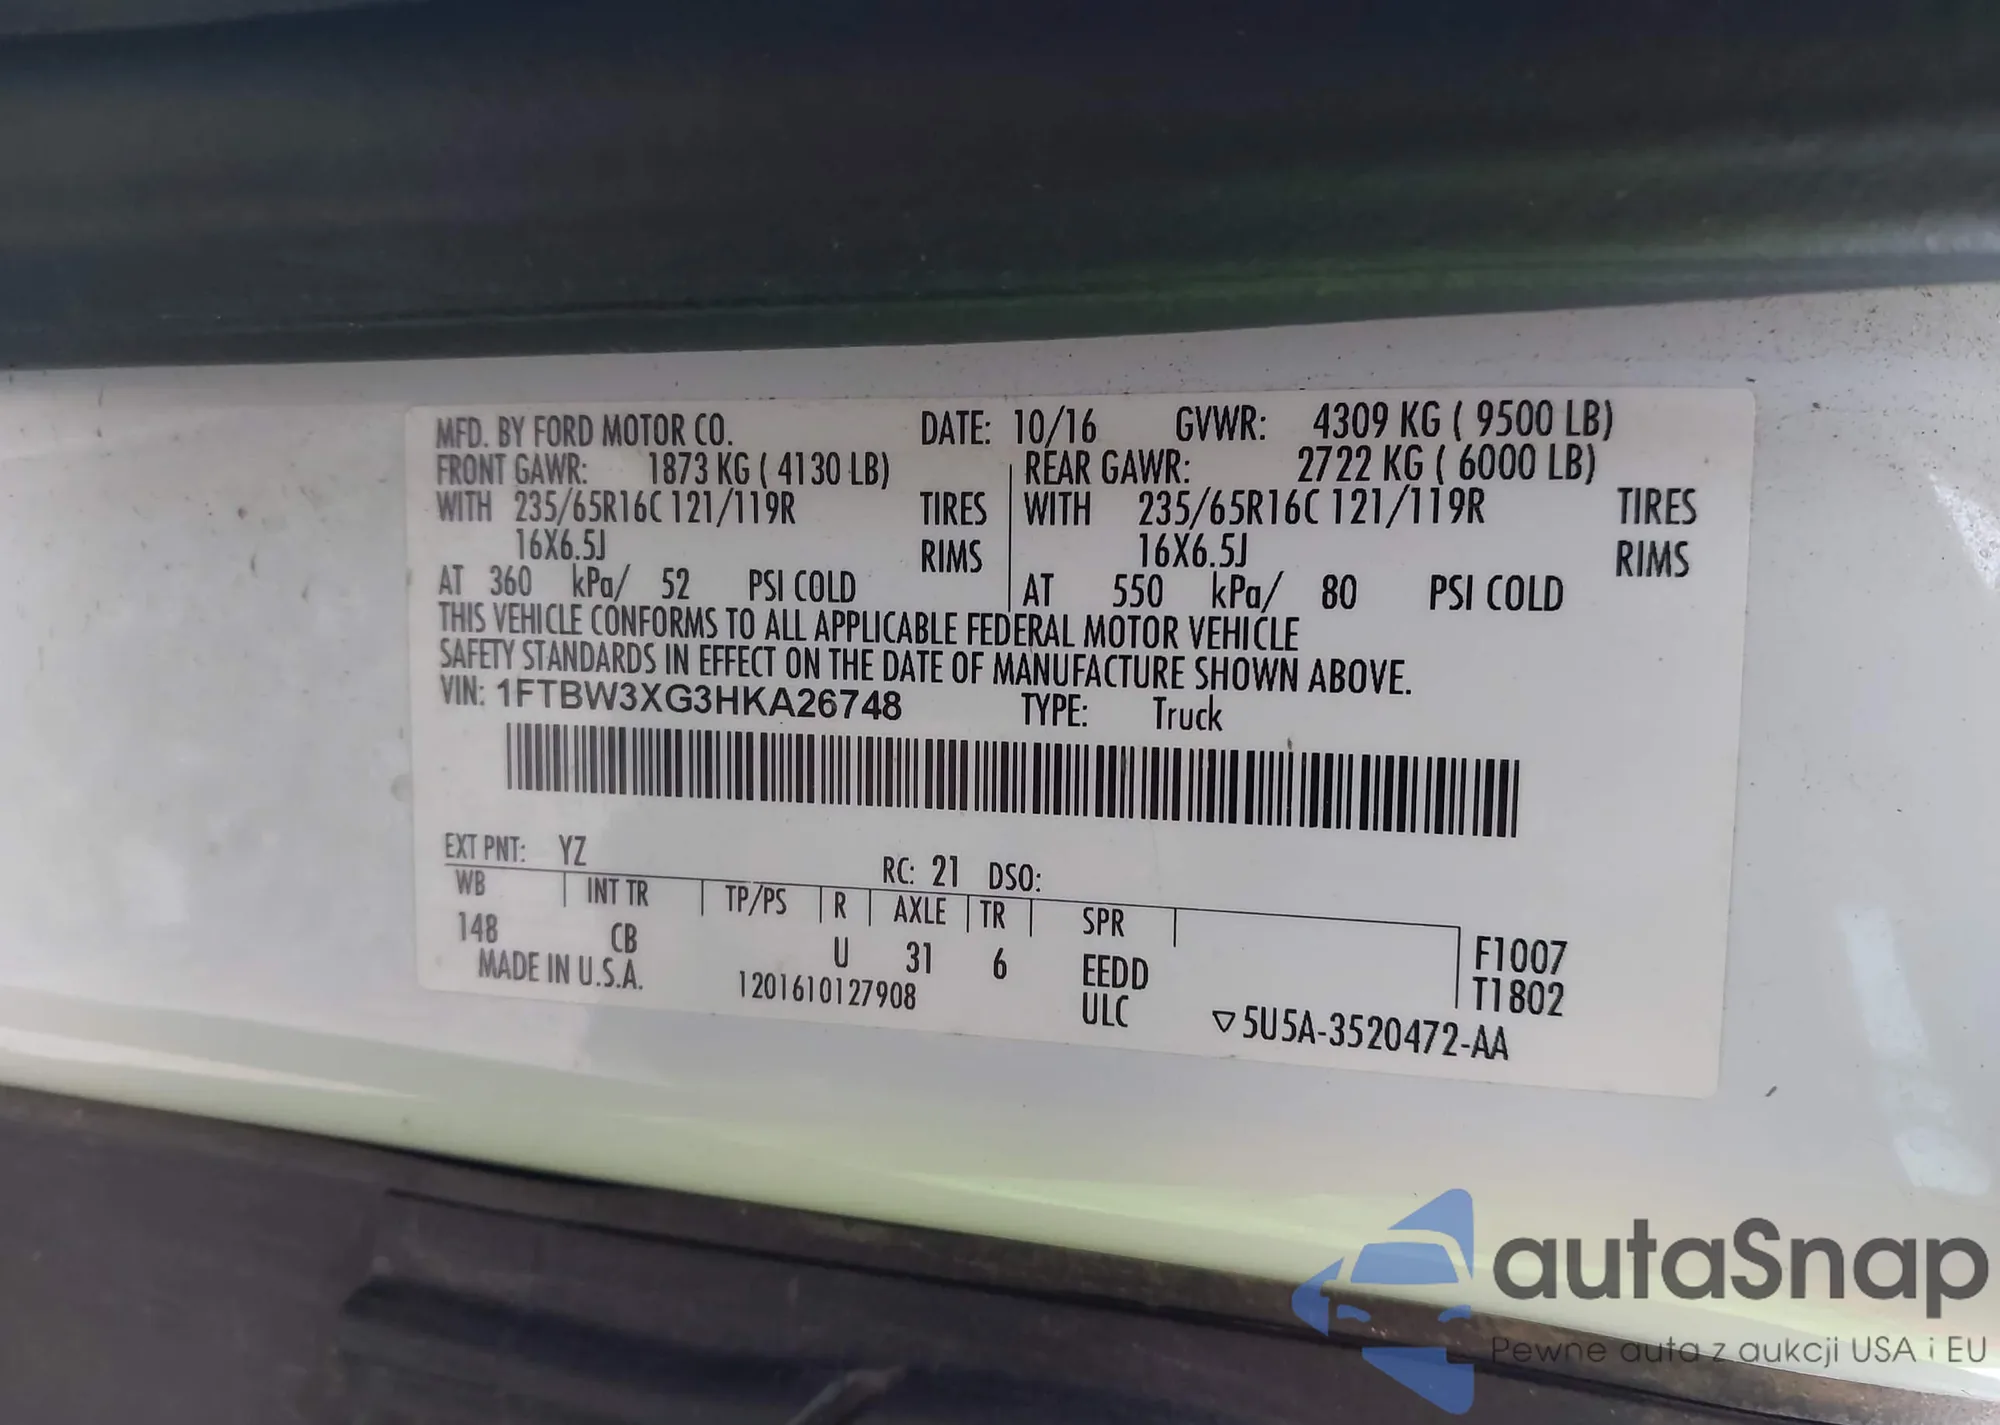 MFD. BY FORD MOTOR CO. DATE: 10/16 GVWR: 4309 KG ( 9500 LB)
FRONT GAWR: 1873 KG ( 4130 LB) REAR GAWR: 2722 KG ( 6000 LB)
WITH 235/65R16C 121/119R TIRES WITH 235/65R16C 121/119R TIRES
16X6.5J RIMS 16X6.5J RIMS
AT 360 kPa/ 52 PSI COLD AT 550 kPa/ 80 PSI COLD
THIS VEHICLE CONFORMS TO ALL APPLICABLE FEDERAL MOTOR VEHICLE
SAFETY STANDARDS IN EFFECT ON THE DATE OF MANUFACTURE SHOWN ABOVE.
VIN: 1FTBW3XG3HKA26748 TYPE: Truck
EXT PNT: YZ RC: 21 DSO:
WB INT TR TP/PS R AXLE TR SPR
148 CB U 31 6 EEDD F1007
MADE IN U.S.A. 1201610127908 ULC T1802
▽5U5A-3520472-AA
autaSnap
Pewne auta z aukcji USA i EU